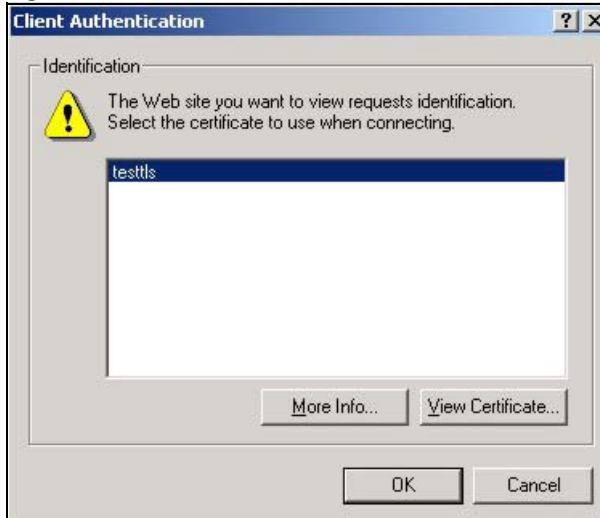 Client Authentication
Identification
The Web site you want to view requests identification.
Select the certificate to use when connecting.
testtls
More Info... View Certificate...
OK Cancel